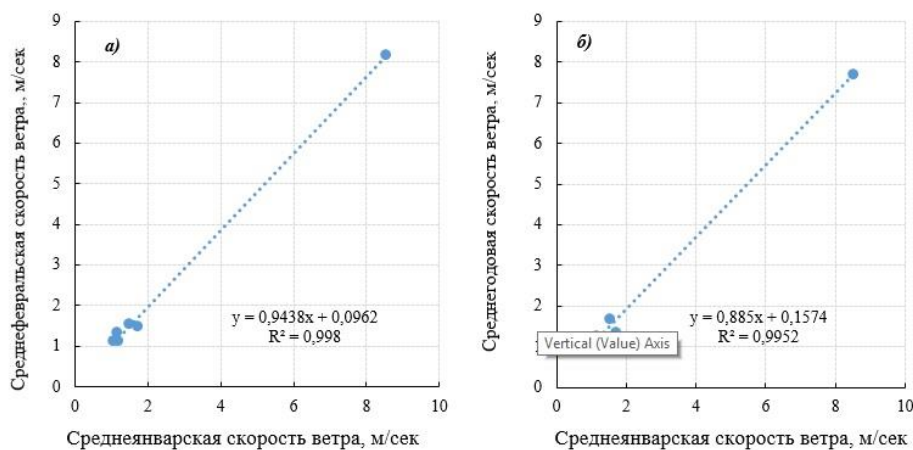 а)
Среднефевральская скорость ветра,, м/сек
9
8
7
6
5
4
3
2
1
0
y = 0,9438x + 0,0962
R² = 0,998
0 2 4 6 8 10
Среднеянварская скорость ветра, м/сек
б)
Среднегодовая скорость ветра, м/сек
9
8
7
6
5
4
3
2
1
0
y = 0,885x + 0,1574
R² = 0,9952
Vertical (Value) Axis
0 2 4 6 8 10
Среднеянварская скорость ветра, м/сек